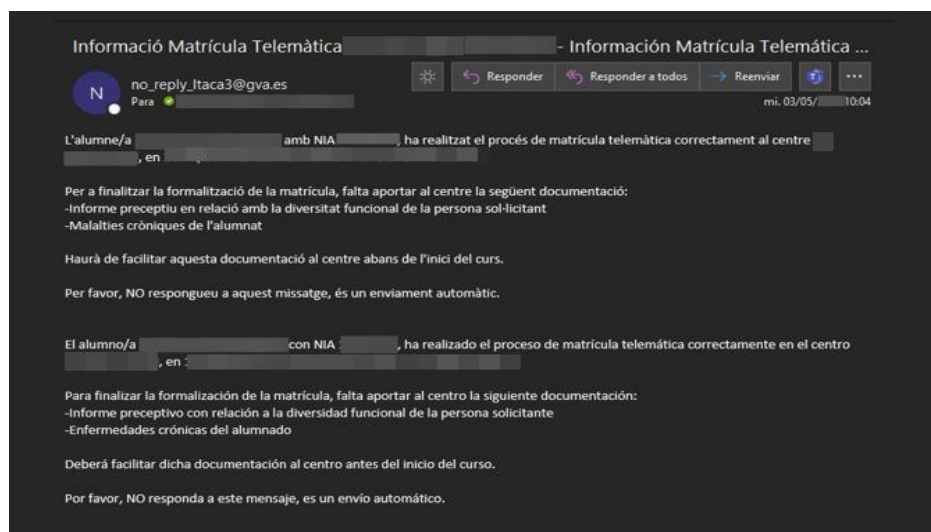 Informació Matrícula Telemàtica - Información Matrícula Telemática ...
N
no_reply_Itaca3@gva.es
Responder
Responder a todos
Reenviar
Para
mi. 03/05/ 10:04
L'alumne/a amb NIA , ha realitzat el procés de matrícula telemàtica correctament al centre
, en
Per a finalitzar la formalització de la matrícula, falta aportar al centre la següent documentació:
-Informe preceptiu en relació amb la diversitat funcional de la persona sol·licitant
-Malalties cròniques de l'alumnat
Haurà de facilitar aquesta documentació al centre abans de l'inici del curs.
Per favor, NO respongueu a aquest missatge, és un enviament automàtic.
El alumno/a con NIA , ha realizado el proceso de matrícula telemática correctamente en el centro
, en
Para finalizar la formalización de la matrícula, falta aportar al centro la siguiente documentación:
-Informe preceptivo con relación a la diversidad funcional de la persona solicitante
-Enfermedades crónicas del alumnado
Deberá facilitar dicha documentación al centro antes del inicio del curso.
Por favor, NO responda a este mensaje, es un envío automático.